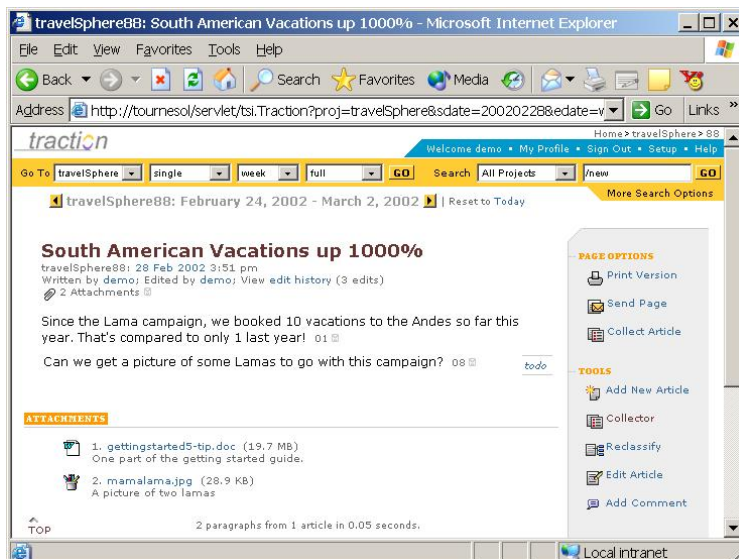 travelSphere88: South American Vacations up 1000% - Microsoft Internet Explorer
File Edit View Favorites Tools Help
Back Search Favorites Media
Address http://tournesol/servlet/tsi.Traction?proj=travelSphere&sdate=20020228&edate=v Go Links »
traction
Home > travelSphere > 88
Welcome demo • My Profile • Sign Out • Setup • Help
Go To travelSphere single week full GO Search All Projects /new GO
More Search Options
travelSphere88: February 24, 2002 - March 2, 2002 | Reset to Today
South American Vacations up 1000%
travelSphere88: 28 Feb 2002 3:51 pm
Written by demo; Edited by demo; View edit history (3 edits)
2 Attachments
Since the Lama campaign, we booked 10 vacations to the Andes so far this
year. That's compared to only 1 last year! 01
Can we get a picture of some Lamas to go with this campaign? 08
todo
ATTACHMENTS
1. gettingstarted5-tip.doc (19.7 MB)
One part of the getting started guide.
2. mamalama.jpg (28.9 KB)
A picture of two lamas
TOP
2 paragraphs from 1 article in 0.05 seconds.
PAGE OPTIONS
Print Version
Send Page
Collect Article
TOOLS
Add New Article
Collector
Reclassify
Edit Article
Add Comment
Local intranet